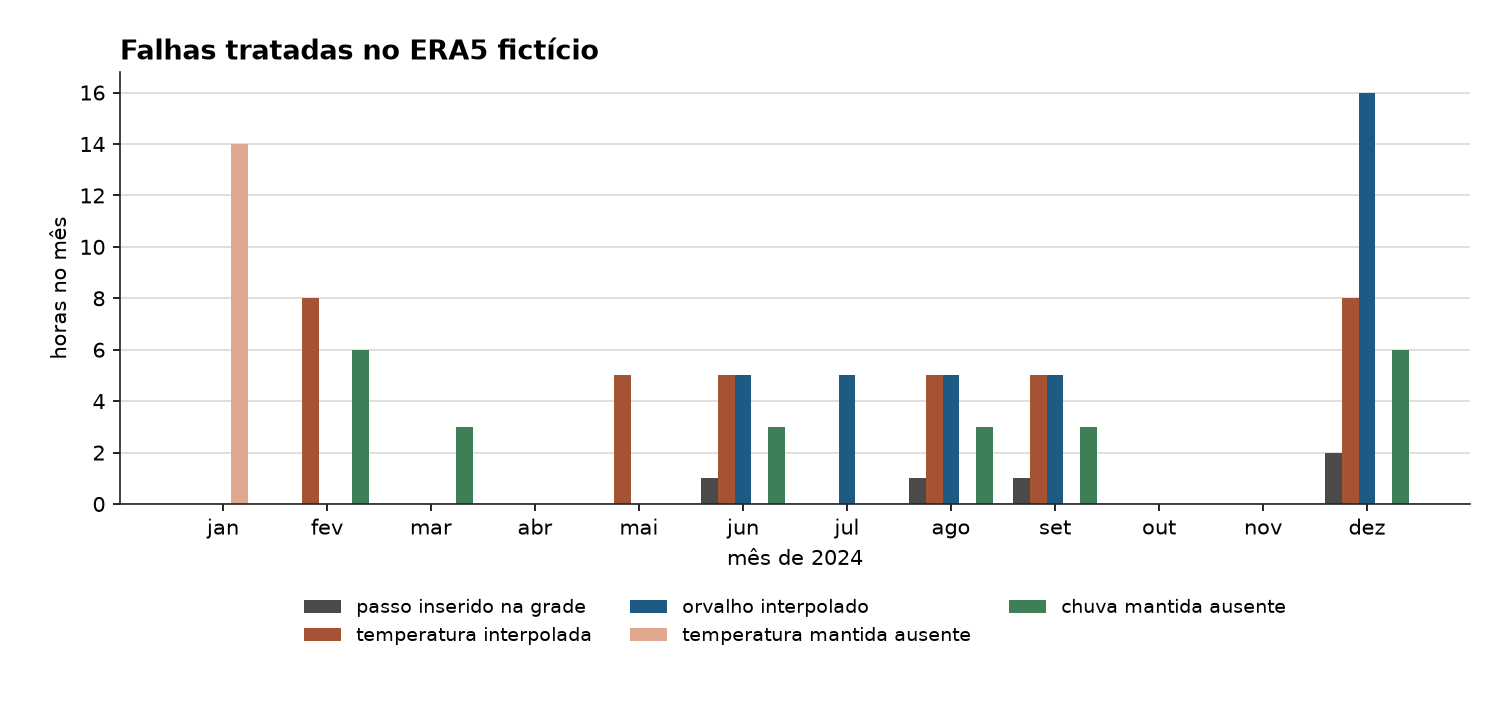 Falhas tratadas no ERA5 fictício
horas no mês
16
14
12
10
8
6
4
2
0
jan fev mar abr mai jun jul ago set out nov dez
mês de 2024
passo inserido na grade orvalho interpolado chuva mantida ausente
temperatura interpolada temperatura mantida ausente